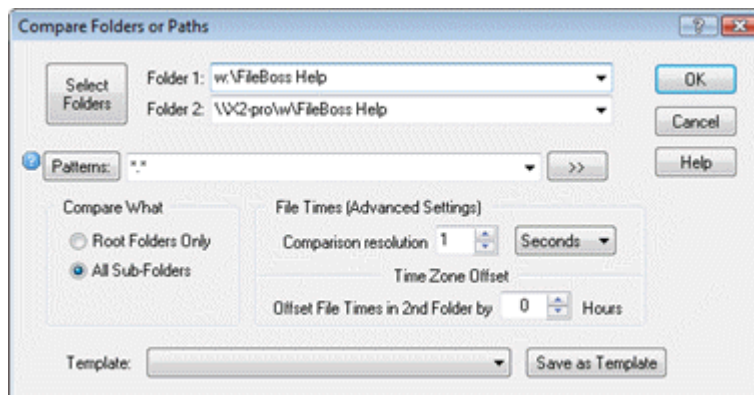 Compare Folders or Paths
Select Folders
Folder 1: w:\FileBoss Help
OK
Folder 2: \\X2-pro\w\FileBoss Help
Cancel
Patterns: *.* >> Help
Compare What
File Times (Advanced Settings)
Root Folders Only
Comparison resolution 1 Seconds
All Sub-Folders
Time Zone Offset
Offset File Times in 2nd Folder by 0 Hours
Template: Save as Template